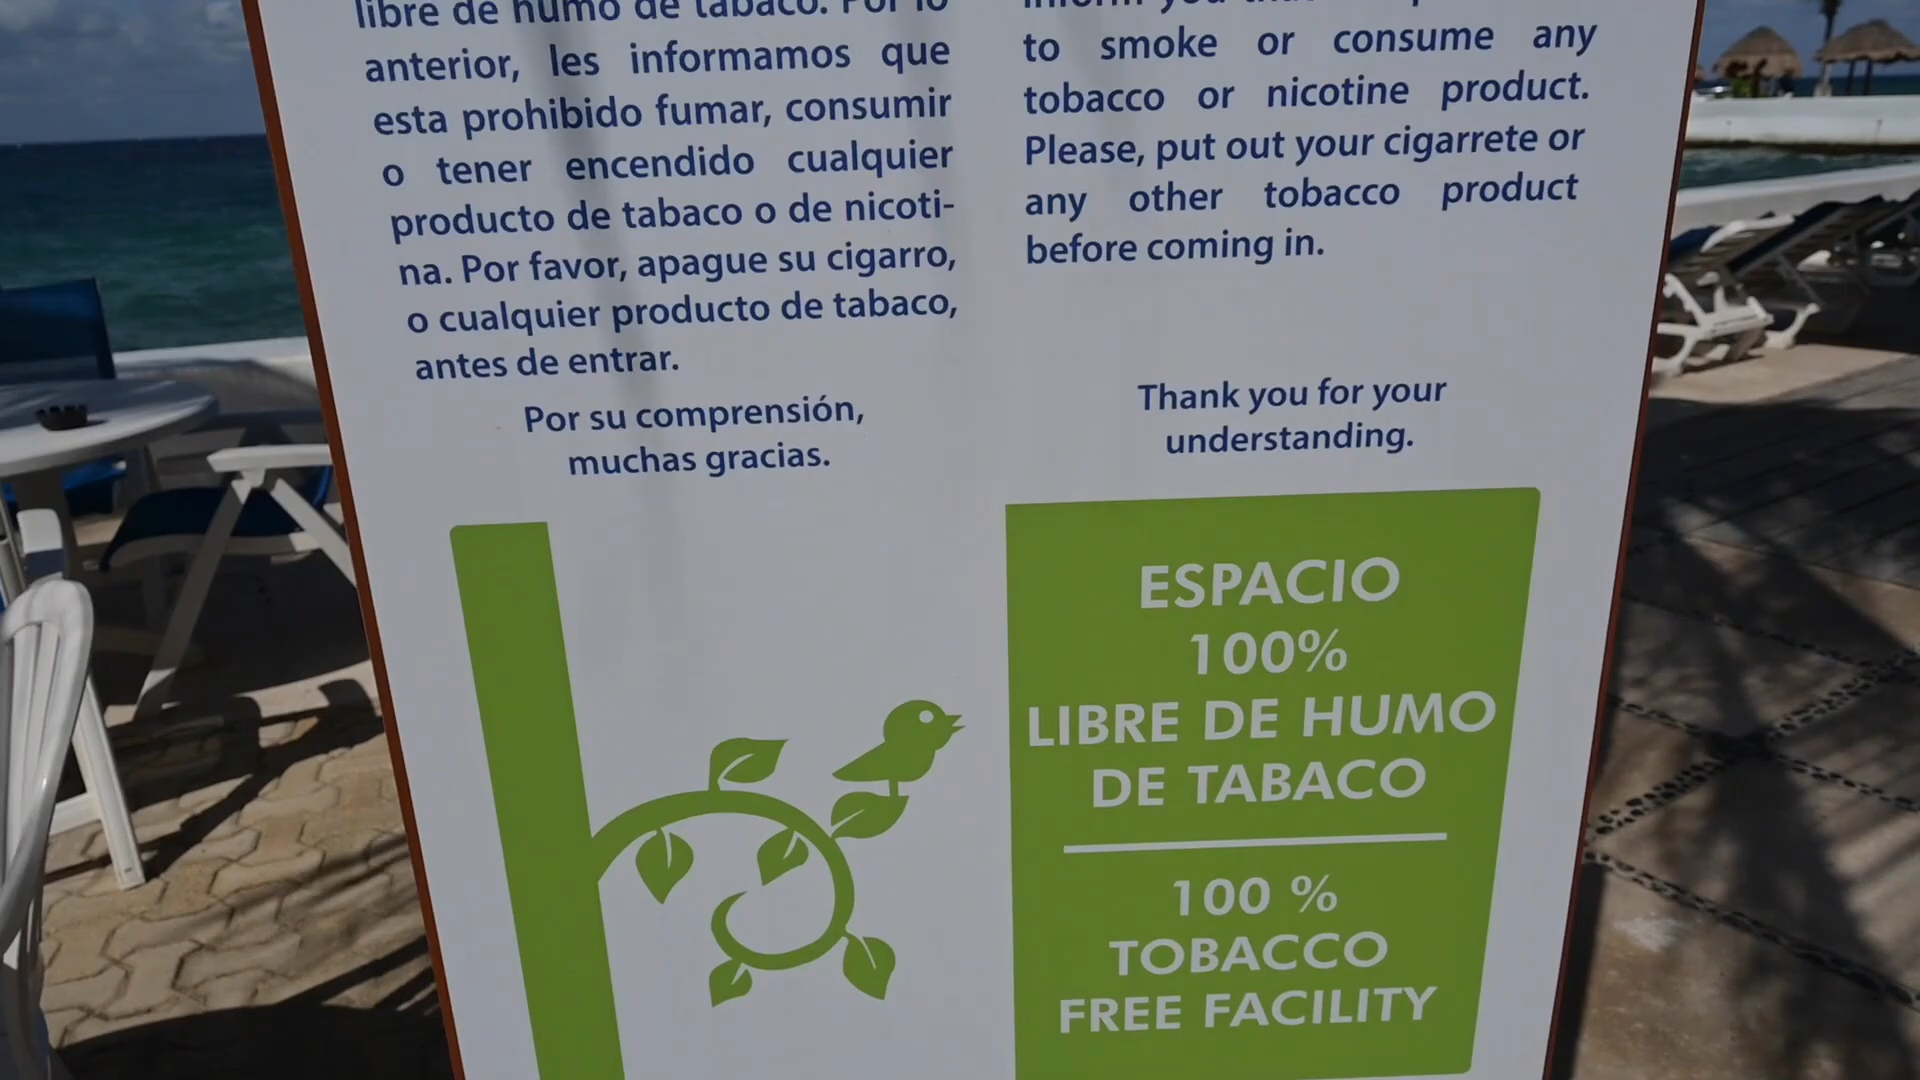 libre de humo de tabaco. Por lo
anterior, les informamos que
esta prohibido fumar, consumir
o tener encendido cualquier
producto de tabaco o de nicoti-
na. Por favor, apague su cigarro,
o cualquier producto de tabaco,
antes de entrar.
Por su comprensión,
muchas gracias.
inform you
to smoke or consume any
tobacco or nicotine product.
Please, put out your cigarrete or
any other tobacco product
before coming in.
Thank you for your
understanding.
ESPACIO
100%
LIBRE DE HUMO
DE TABACO
100 %
TOBACCO
FREE FACILITY